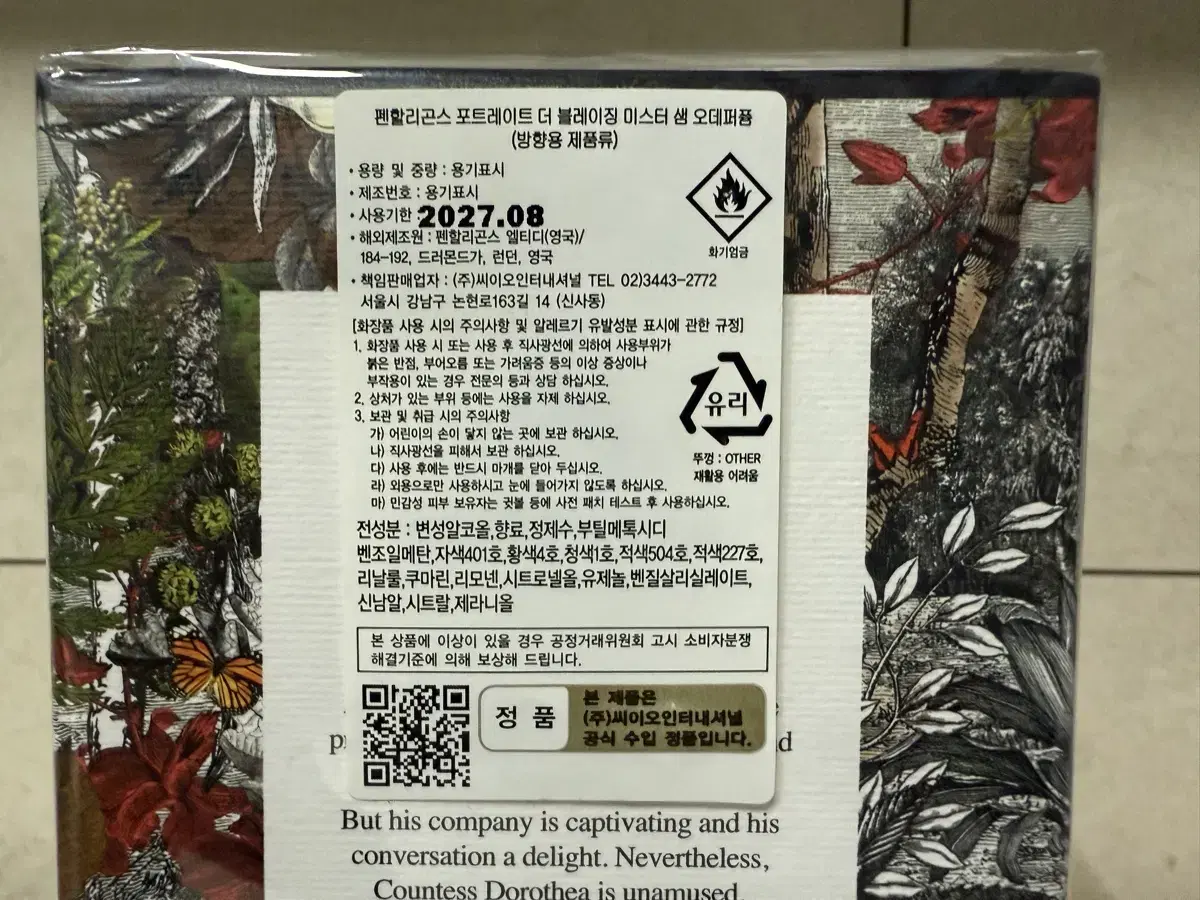 펜할리곤스 포트레이트 더 블레이징 미스터 샘 오데퍼퓸
(방향용 제품류)
• 용량 및 중량 : 용기표시
• 제조번호 : 용기표시
• 사용기한 2027.08
• 해외제조원 : 펜할리곤스 엘티디(영국)/
184-192, 드러몬드가, 런던, 영국
화기엄금
• 책임판매업자 : (주)씨이오인터내셔널 TEL 02)3443-2772
서울시 강남구 논현로163길 14 (신사동)
[화장품 사용 시의 주의사항 및 알레르기 유발성분 표시에 관한 규정]
1. 화장품 사용 시 또는 사용 후 직사광선에 의하여 사용부위가
붉은 반점, 부어오름 또는 가려움증 등의 이상 증상이나
부작용이 있는 경우 전문의 등과 상담 하십시오.
2. 상처가 있는 부위 등에는 사용을 자제 하십시오.
3. 보관 및 취급 시의 주의사항
가) 어린이의 손이 닿지 않는 곳에 보관 하십시오.
나) 직사광선을 피해서 보관 하십시오.
다) 사용 후에는 반드시 마개를 닫아 두십시오.
라) 외용으로만 사용하시고 눈에 들어가지 않도록 하십시오.
마) 민감성 피부 보유자는 귓볼 등에 사전 패치 테스트 후 사용하십시오.
유리
뚜껑 : OTHER
재활용 어려움
전성분 : 변성알코올,향료,정제수,부틸메톡시디
벤조일메탄,자색401호,황색4호,청색1호,적색504호,적색227호,
리날룰,쿠마린,리모넨,시트로넬올,유제놀,벤질살리실레이트,
신남알,시트랄,제라니올
본 상품에 이상이 있을 경우 공정거래위원회 고시 소비자분쟁
해결기준에 의해 보상해 드립니다.
정 품
본 제품은
(주)씨이오인터내셔널
공식 수입 정품입니다.
But his company is captivating and his
conversation a delight. Nevertheless,
Countess Dorothea is unamused.